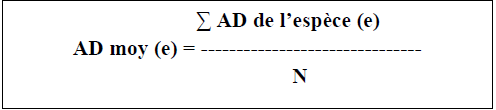 ∑ AD de l’espèce (e)
AD moy (e) = -------------------------------
N